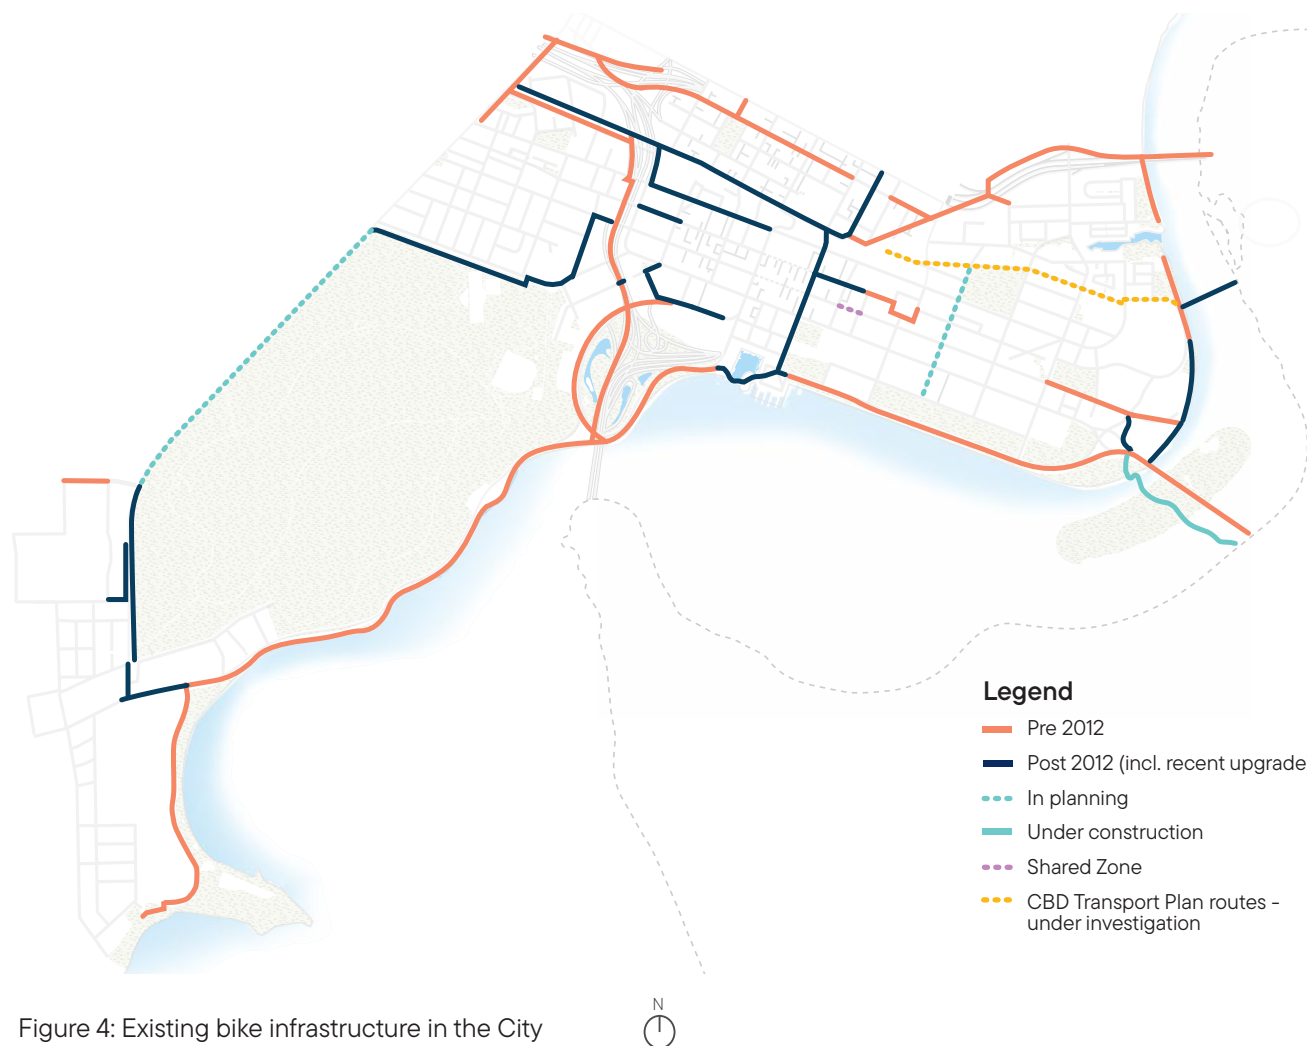 Legend
Pre 2012
Post 2012 (incl. recent upgrade
In planning
Under construction
Shared Zone
CBD Transport Plan routes -
under investigation
N
Figure 4: Existing bike infrastructure in the City